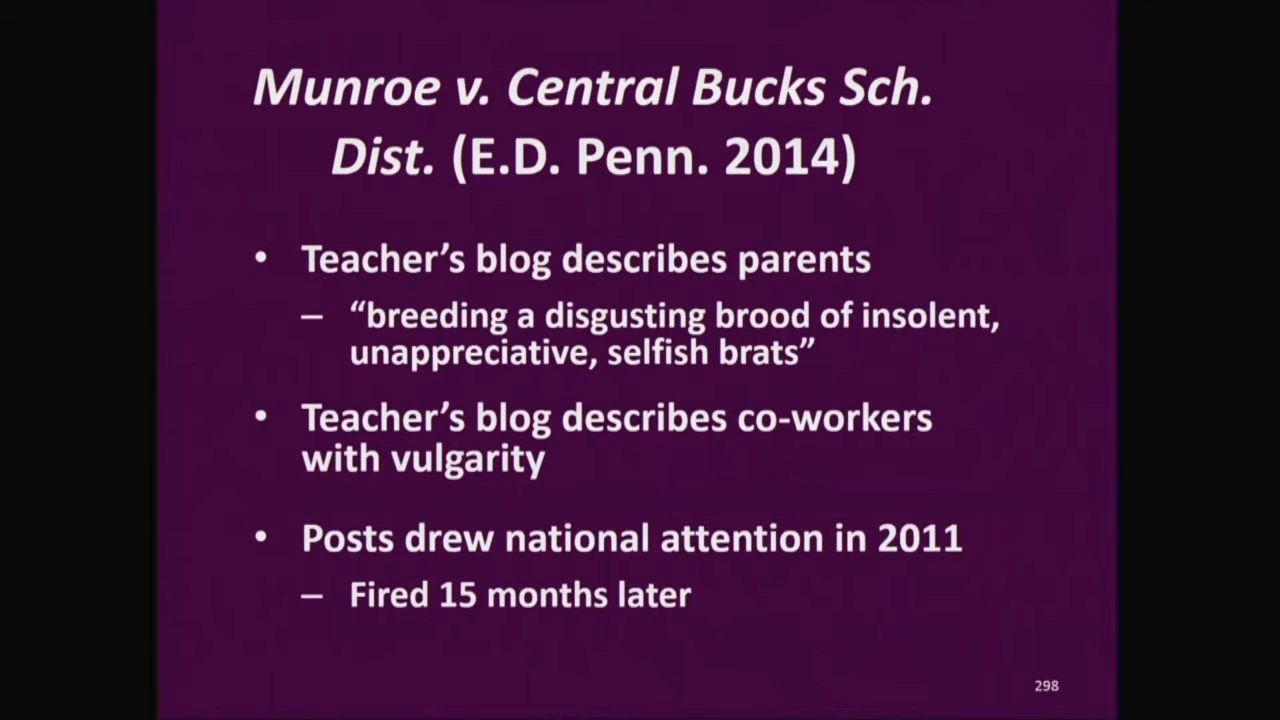 Munroe v. Central Bucks Sch.
Dist. (E.D. Penn. 2014)
• Teacher’s blog describes parents
– “breeding a disgusting brood of insolent,
unappreciative, selfish brats”
• Teacher’s blog describes co-workers
with vulgarity
• Posts drew national attention in 2011
– Fired 15 months later
298